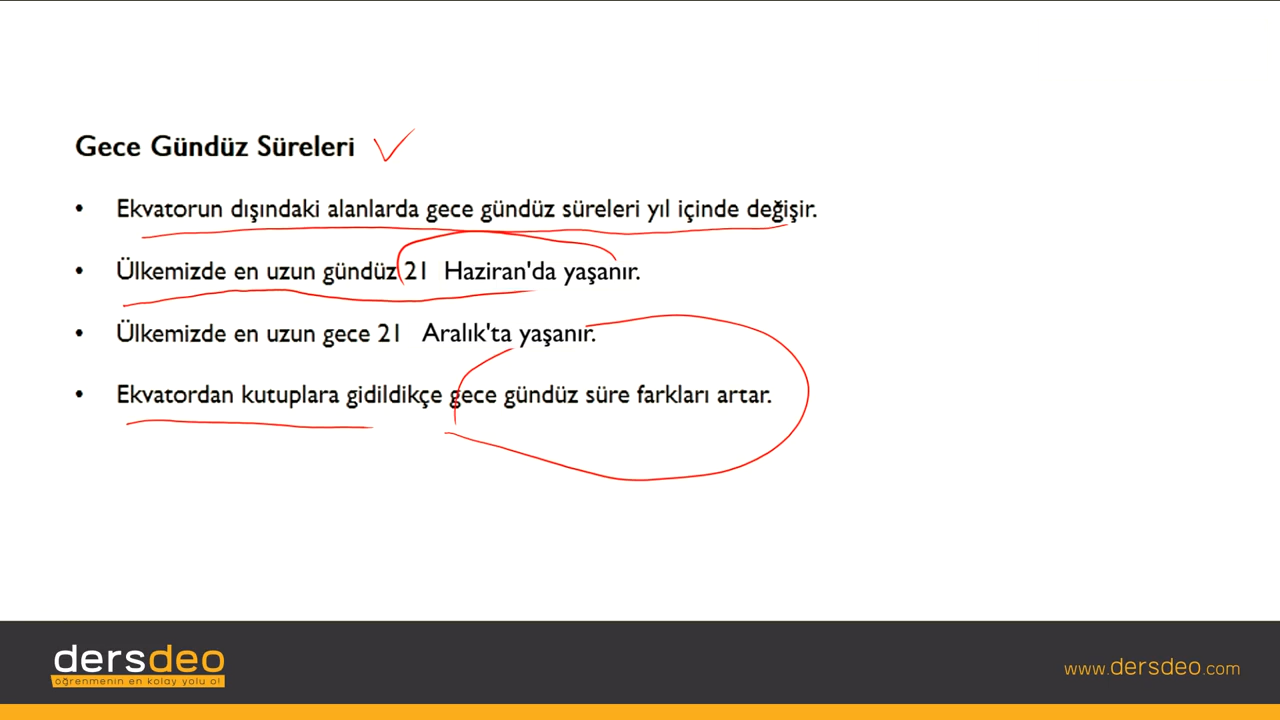 Gece Gündüz Süreleri
• Ekvatorun dışındaki alanlarda gece gündüz süreleri yıl içinde değişir.
• Ülkemizde en uzun gündüz 21 Haziran'da yaşanır.
• Ülkemizde en uzun gece 21 Aralık'ta yaşanır.
• Ekvatordan kutuplara gidildikçe gece gündüz süre farkları artar.
dersdeo
öğrenmenin en kolay yolu o!
www.dersdeo.com